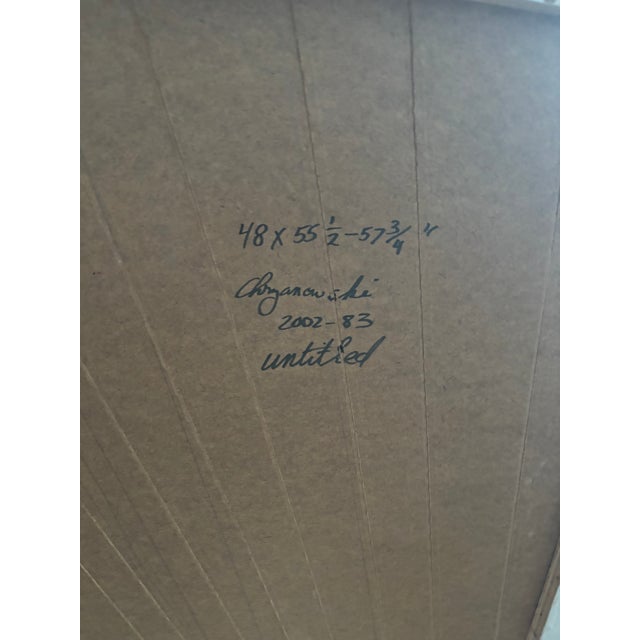 48 x 55 1/2 - 57 3/4 "
Chrzanowski
2002-83
untitled